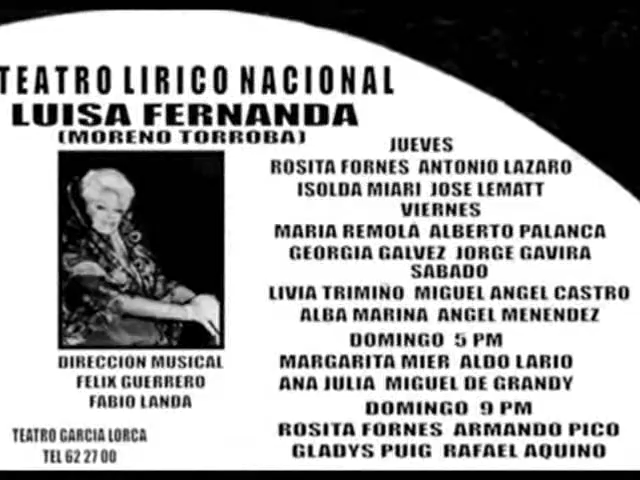 TEATRO LIRICO NACIONAL
LUISA FERNANDA
(MORENO TORROBA)
JUEVES
ROSITA FORNES ANTONIO LAZARO
ISOLDA MIARI JOSE LEMATT
VIERNES
MARIA REMOLA ALBERTO PALANCA
GEORGIA GALVEZ JORGE GAVIRA
SABADO
LIVIA TRIMIÑO MIGUEL ANGEL CASTRO
ALBA MARINA ANGEL MENENDEZ
DOMINGO 5 PM
MARGARITA MIER ALDO LARIO
ANA JULIA MIGUEL DE GRANDY
DOMINGO 9 PM
ROSITA FORNES ARMANDO PICO
GLADYS PUIG RAFAEL AQUINO
DIRECCION MUSICAL
FELIX GUERRERO
FABIO LANDA
TEATRO GARCIA LORCA
TEL 62 27 00